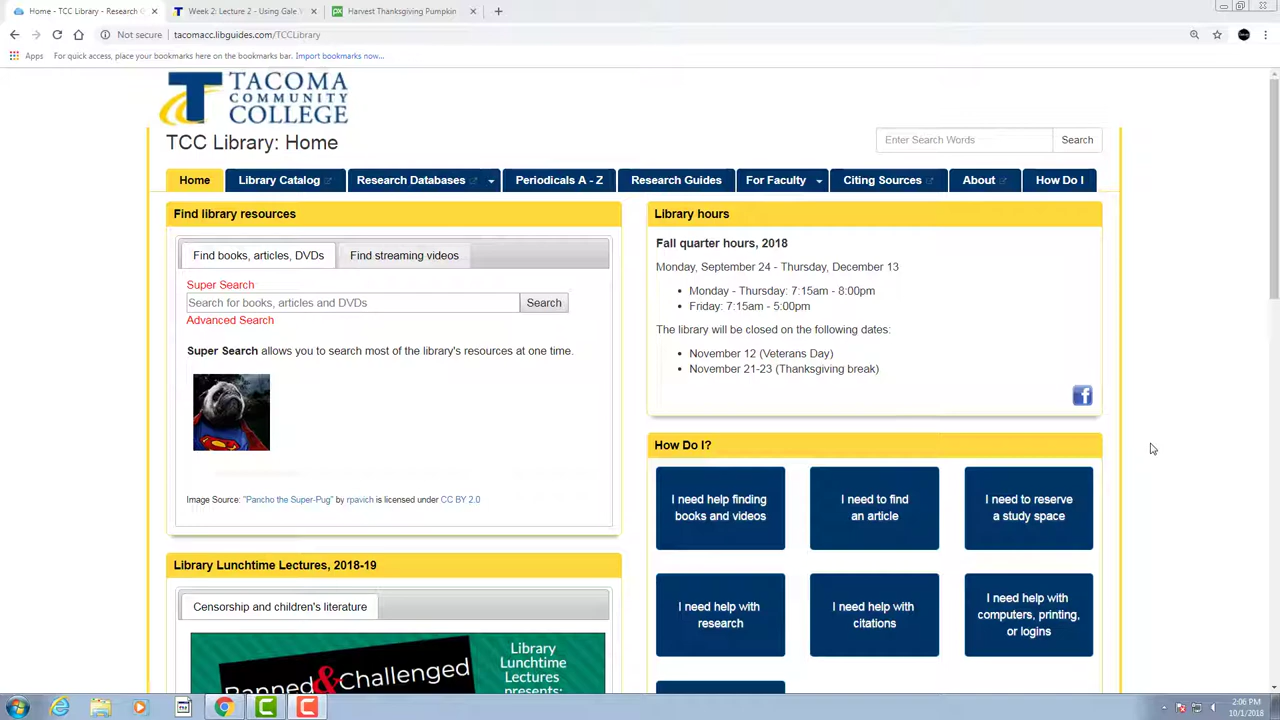 Home - TCC Library - Research G
Week 2: Lecture 2 - Using Gale V
Harvest Thanksgiving Pumpkin
Not secure
tacomacc.libguides.com/TCCLibrary
Apps
For quick access, place your bookmarks here on the bookmarks bar. Import bookmarks now...
TACOMA
COMMUNITY
COLLEGE
TCC Library: Home
Enter Search Words
Search
Home
Library Catalog
Research Databases
Periodicals A - Z
Research Guides
For Faculty
Citing Sources
About
How Do I
Find library resources
Find books, articles, DVDs
Find streaming videos
Super Search
Search for books, articles and DVDs
Search
Advanced Search
Super Search allows you to search most of the library's resources at one time.
Image Source: "Pancho the Super-Pug" by rpavich is licensed under CC BY 2.0
Library Lunchtime Lectures, 2018-19
Censorship and children's literature
Banned & Challenged
Library
Lunchtime
Lectures
presents:
Library hours
Fall quarter hours, 2018
Monday, September 24 - Thursday, December 13
Monday - Thursday: 7:15am - 8:00pm
Friday: 7:15am - 5:00pm
The library will be closed on the following dates:
November 12 (Veterans Day)
November 21-23 (Thanksgiving break)
How Do I?
I need help finding
books and videos
I need to find
an article
I need to reserve
a study space
I need help with
research
I need help with
citations
I need help with
computers, printing,
or logins
2:06 PM
10/1/2018